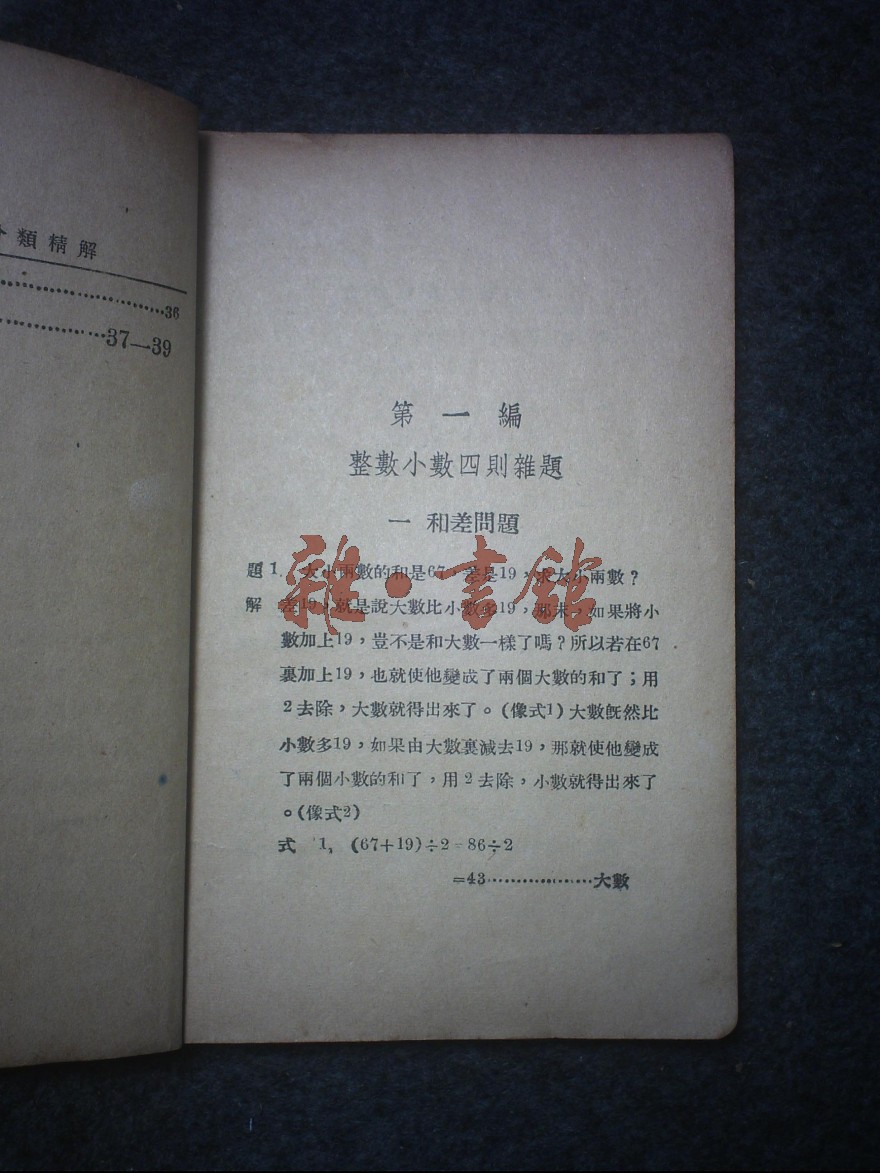 類精解
36
37—39
第一編
整數小數四則雜題
一 和差問題
題1. 大小兩數的和是67，差是19，求大小兩數？
解 差19，就是說大數比小數多19，那末，如果將小
數加上19，豈不是和大數一樣了嗎？所以若在67
裏加上19，也就使他變成了兩個大數的和了；用
2去除，大數就得出來了。(像式1)大數旣然比
小數多19，如果由大數裏減去19，那就使他變成
了兩個小數的和了，用2去除，小數就得出來了
。(像式2)
式 1, (67+19)÷2=86÷2
=43…………………大數
雜·書館